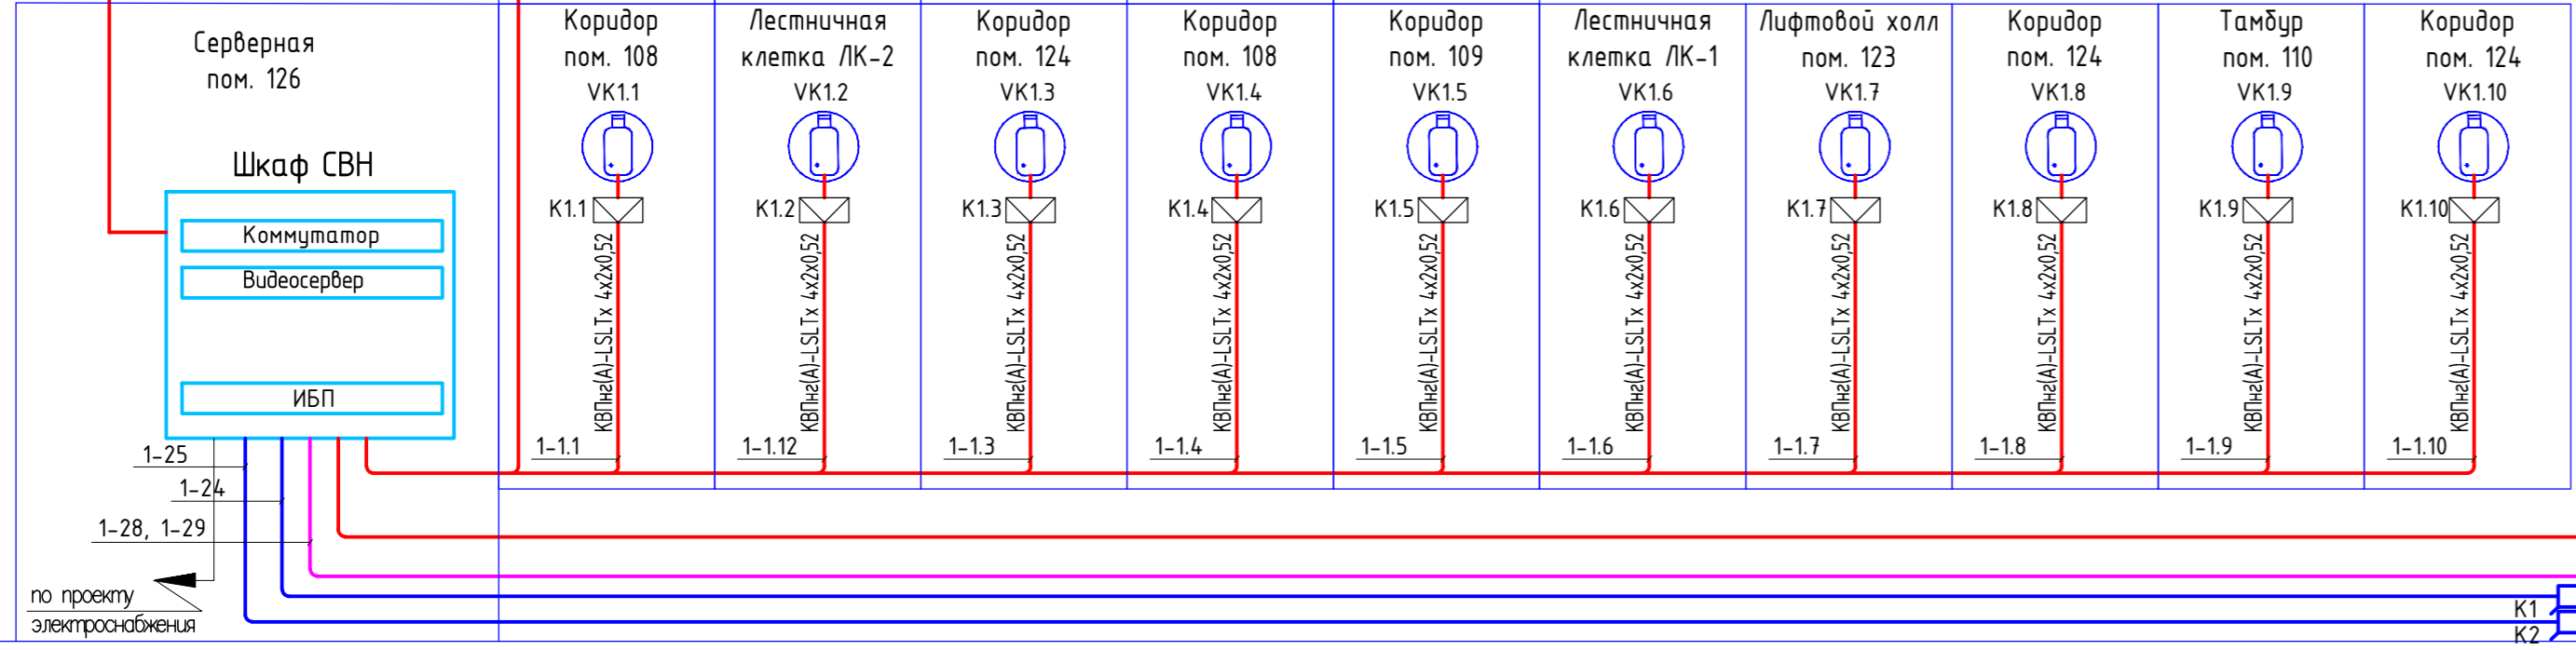 Серверная
пом. 126
Шкаф СВН
Коммутатор
Видеосервер
ИБП
1-25
1-24
1-28, 1-29
по проекту
электроснабжения
Коридор
пом. 108
VK1.1
K1.1
КВПнг(А)-LSLTx 4x2x0,52
1-1.1
Лестничная
клетка ЛК-2
VK1.2
K1.2
КВПнг(А)-LSLTx 4x2x0,52
1-1.12
Коридор
пом. 124
VK1.3
K1.3
КВПнг(А)-LSLTx 4x2x0,52
1-1.3
Коридор
пом. 108
VK1.4
K1.4
КВПнг(А)-LSLTx 4x2x0,52
1-1.4
Коридор
пом. 109
VK1.5
K1.5
КВПнг(А)-LSLTx 4x2x0,52
1-1.5
Лестничная
клетка ЛК-1
VK1.6
K1.6
КВПнг(А)-LSLTx 4x2x0,52
1-1.6
Лифтовой холл
пом. 123
VK1.7
K1.7
КВПнг(А)-LSLTx 4x2x0,52
1-1.7
Коридор
пом. 124
VK1.8
K1.8
КВПнг(А)-LSLTx 4x2x0,52
1-1.8
Тамбур
пом. 110
VK1.9
K1.9
КВПнг(А)-LSLTx 4x2x0,52
1-1.9
Коридор
пом. 124
VK1.10
K1.10
КВПнг(А)-LSLTx 4x2x0,52
1-1.10
K1
K2